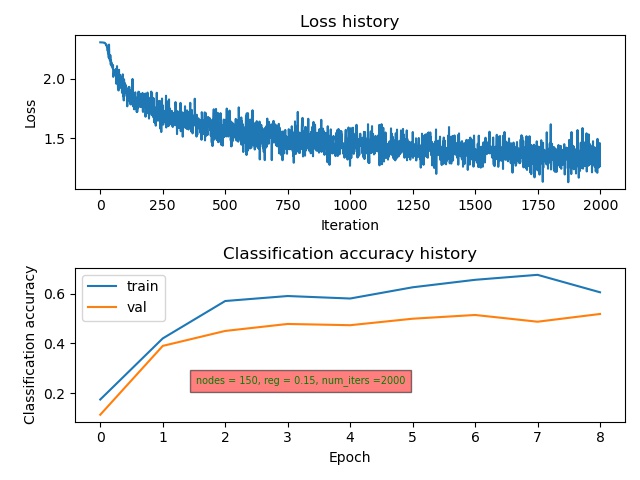 Loss history
Loss
2.0
1.5
0 250 500 750 1000 1250 1500 1750 2000
Iteration
Classification accuracy history
Classification accuracy
0.6
0.4
0.2
train
val
nodes = 150, reg = 0.15, num_iters =2000
0 1 2 3 4 5 6 7 8
Epoch